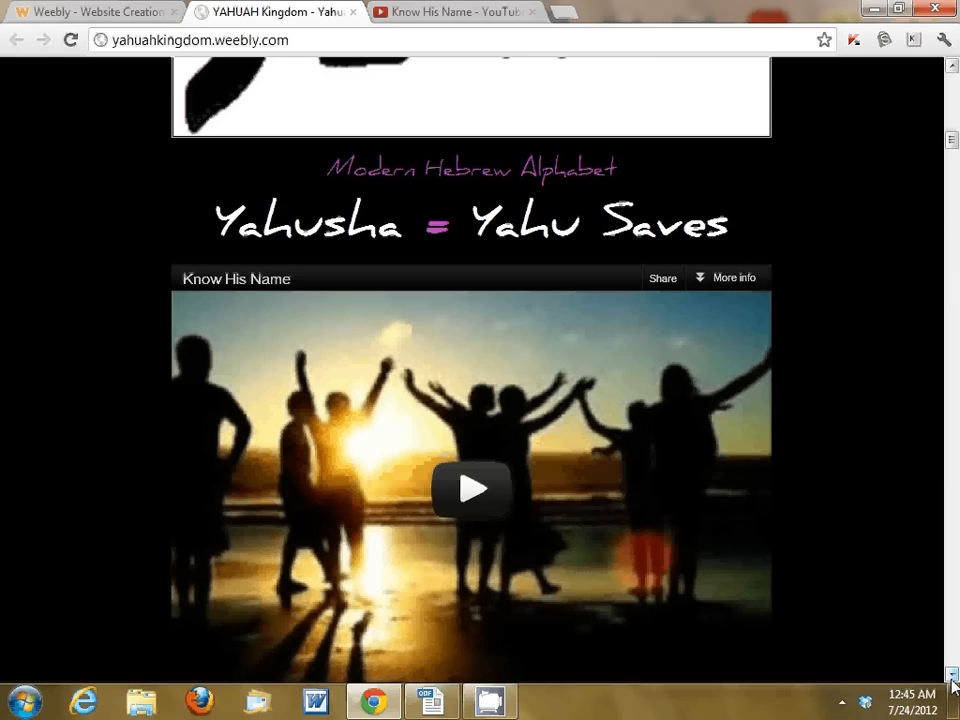 Weebly - Website Creation
YAHUAH Kingdom - Yahu
Know His Name - YouTub
yahuahkingdom.weebly.com
Modern Hebrew Alphabet
Yahusha = Yahu Saves
Know His Name
Share
More info
12:45 AM
7/24/2012